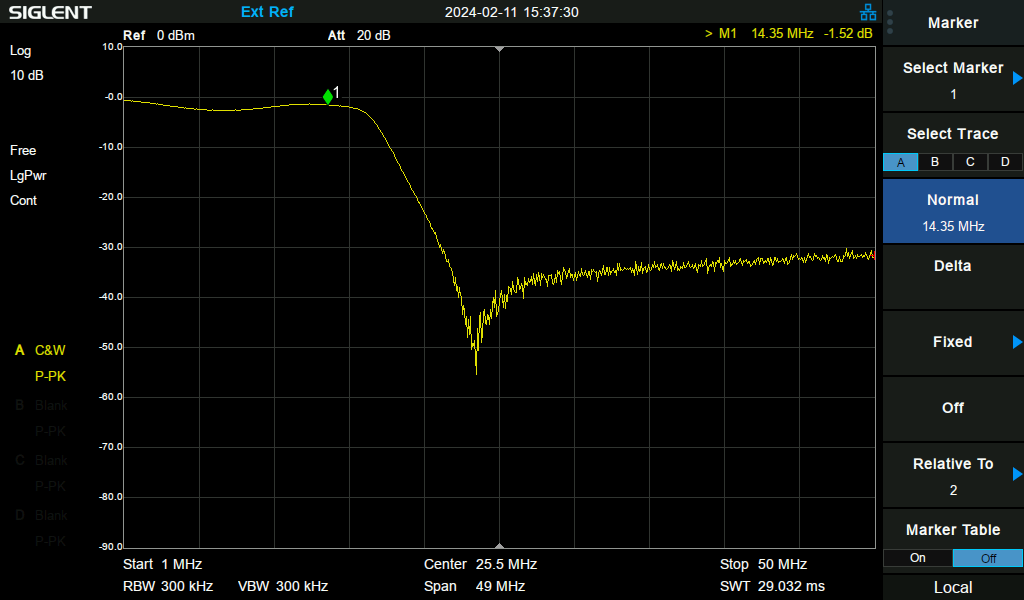 SIGLENT Ext Ref 2024-02-11 15:37:30
Ref 0 dBm Att 20 dB > M1 14.35 MHz -1.52 dB
Log
10 dB
Free
LgPwr
Cont
A C&W
P-PK
B Blank
P-PK
C Blank
P-PK
D Blank
P-PK
10.0
-0.0
-10.0
-20.0
-30.0
-40.0
-50.0
-60.0
-70.0
-80.0
-90.0
1
Start 1 MHz Center 25.5 MHz Stop 50 MHz
RBW 300 kHz VBW 300 kHz Span 49 MHz SWT 29.032 ms
Marker
Select Marker
1
Select Trace
A B C D
Normal
14.35 MHz
Delta
Fixed
Off
Relative To
2
Marker Table
On Off
Local